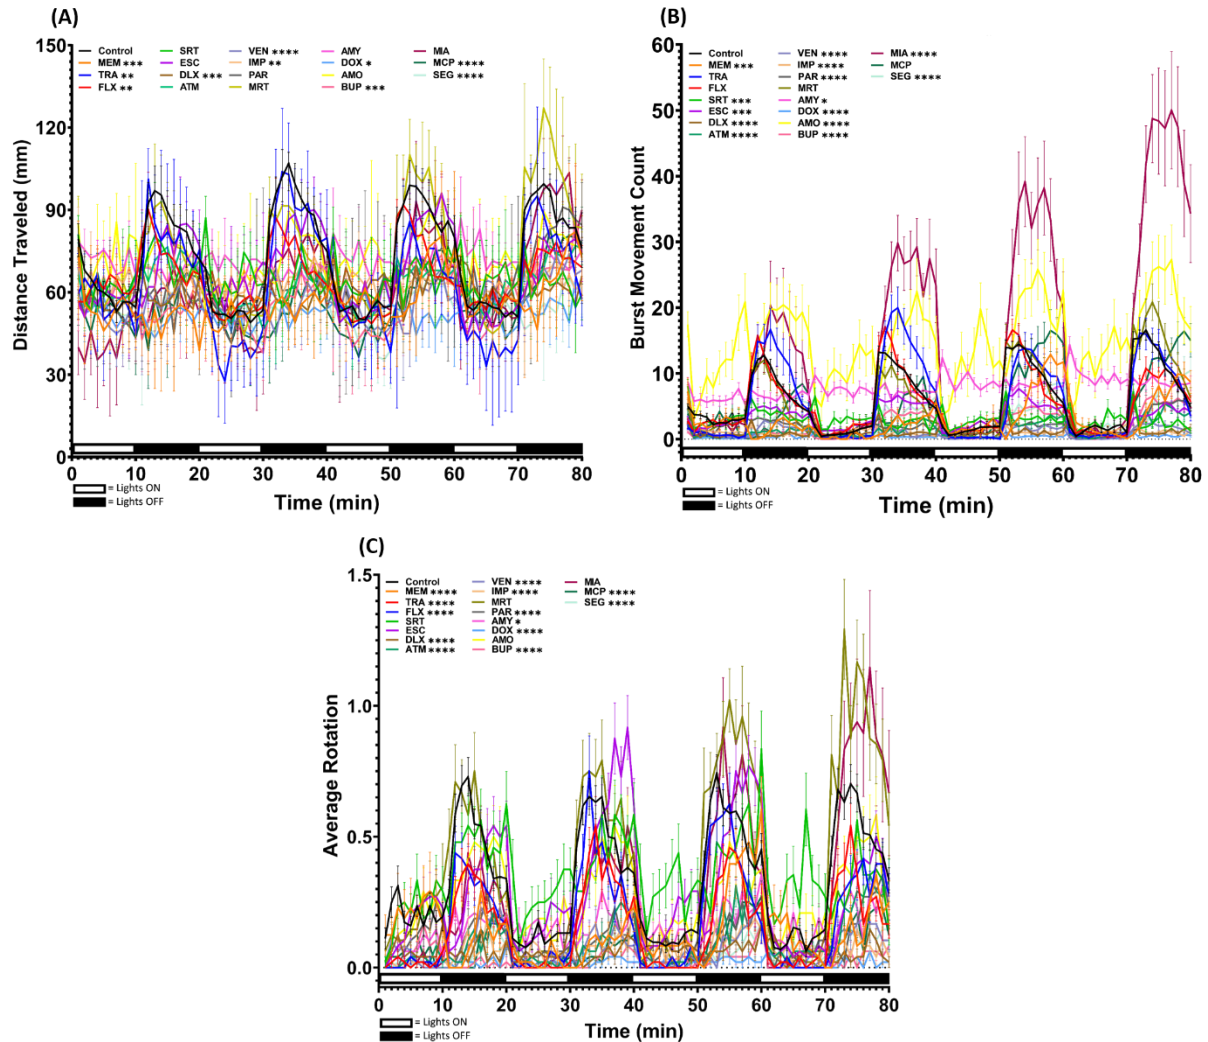 (A)
Distance Traveled (mm)
150
120
90
60
30
0
Control
MEM ***
TRA **
FLX **
SRT
ESC
DLX ***
ATM
VEN ****
IMP **
PAR
MRT
AMY
DOX *
AMO
BUP ***
MIA
MCP ****
SEG ****
0 10 20 30 40 50 60 70 80
= Lights ON
= Lights OFF
Time (min)
(B)
Burst Movement Count
60
50
40
30
20
10
0
Control
MEM ***
TRA
FLX
SRT ***
ESC ***
DLX ****
ATM ****
VEN ****
IMP ****
PAR ****
MRT
AMY *
DOX ****
AMO ****
BUP ****
MIA ****
MCP
SEG ****
0 10 20 30 40 50 60 70 80
= Lights ON
= Lights OFF
Time (min)
(C)
Average Rotation
1.5
1.0
0.5
0.0
Control
MEM ****
TRA ****
FLX ****
SRT
ESC
DLX ****
ATM ****
VEN ****
IMP ****
MRT
PAR ****
AMY *
DOX ****
AMO
BUP ****
MIA
MCP ****
SEG ****
0 10 20 30 40 50 60 70 80
= Lights ON
= Lights OFF
Time (min)